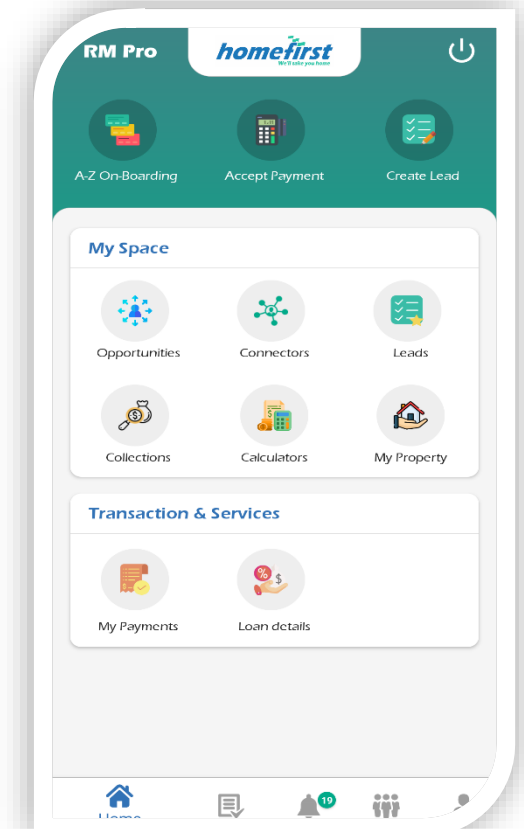 RM Pro
homefirst
We'll take you home
A-Z On-Boarding Accept Payment Create Lead
My Space
Opportunities Connectors Leads
Collections Calculators My Property
Transaction & Services
My Payments Loan details
19
Home